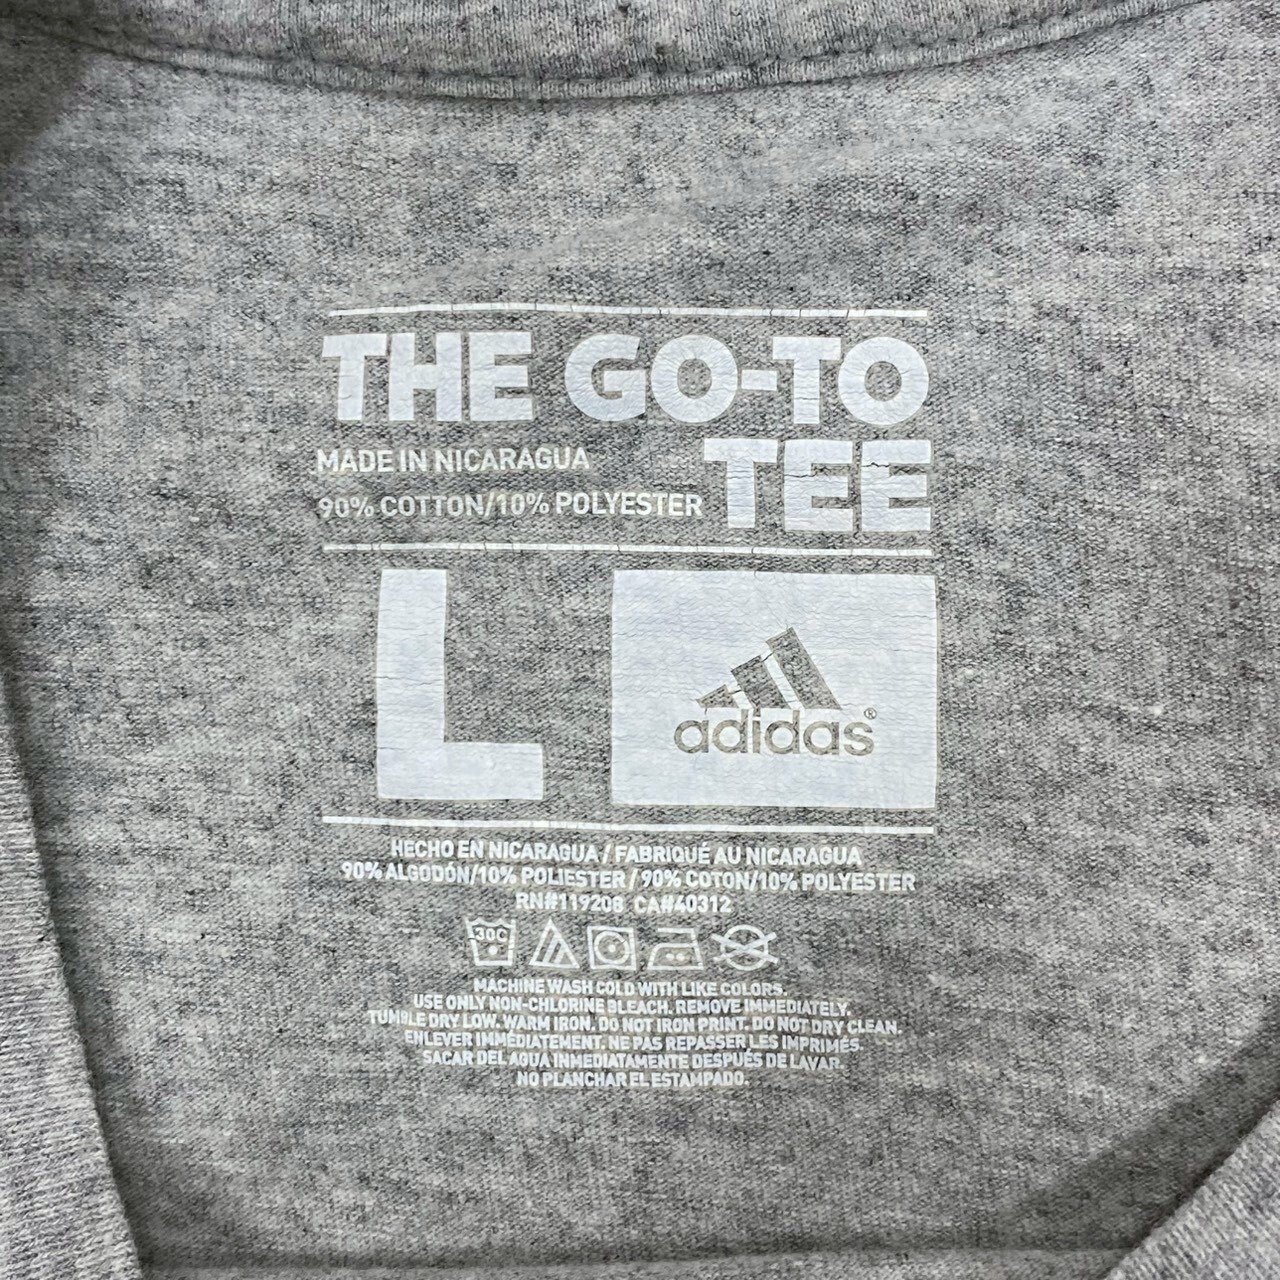 THE GO-TO
TEE
MADE IN NICARAGUA
90% COTTON/10% POLYESTER
L
adidas®
HECHO EN NICARAGUA / FABRIQUÉ AU NICARAGUA
90% ALGODÓN/10% POLIESTER / 90% COTON/10% POLYESTER
RN#119208 CA#40312
30C
MACHINE WASH COLD WITH LIKE COLORS.
USE ONLY NON-CHLORINE BLEACH. REMOVE IMMEDIATELY.
TUMBLE DRY LOW. WARM IRON. DO NOT IRON PRINT. DO NOT DRY CLEAN.
ENLEVER IMMÉDIATEMENT. NE PAS REPASSER LES IMPRIMÉS.
SACAR DEL AGUA INMEDIATAMENTE DESPUÉS DE LAVAR.
NO PLANCHAR EL ESTAMPADO.